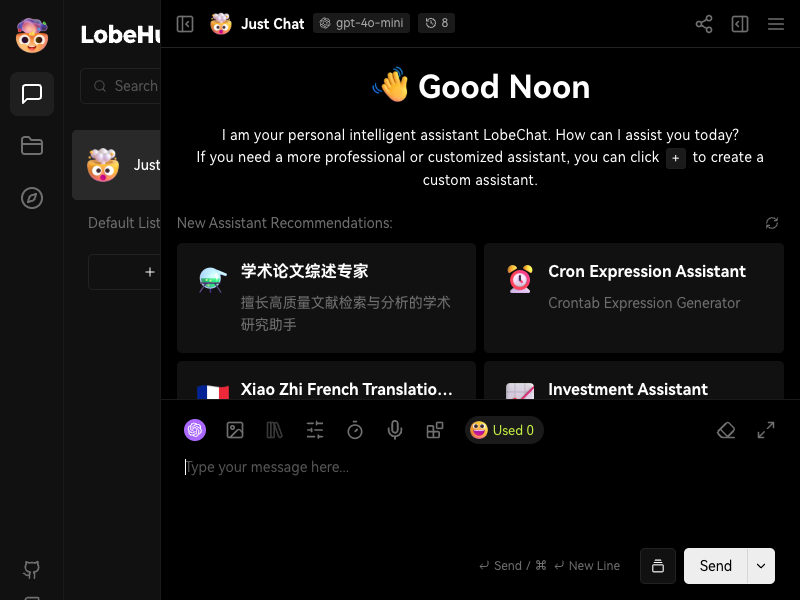 LobeHu
Just Chat
gpt-4o-mini
8
Search
Just
Default List
Good Noon
I am your personal intelligent assistant LobeChat. How can I assist you today?
If you need a more professional or customized assistant, you can click + to create a
custom assistant.
New Assistant Recommendations:
学术论文综述专家
擅长高质量文献检索与分析的学术
研究助手
Cron Expression Assistant
Crontab Expression Generator
Xiao Zhi French Translatio...
Investment Assistant
Used 0
Type your message here...
↵ Send / ⌘ ↵ New Line
Send